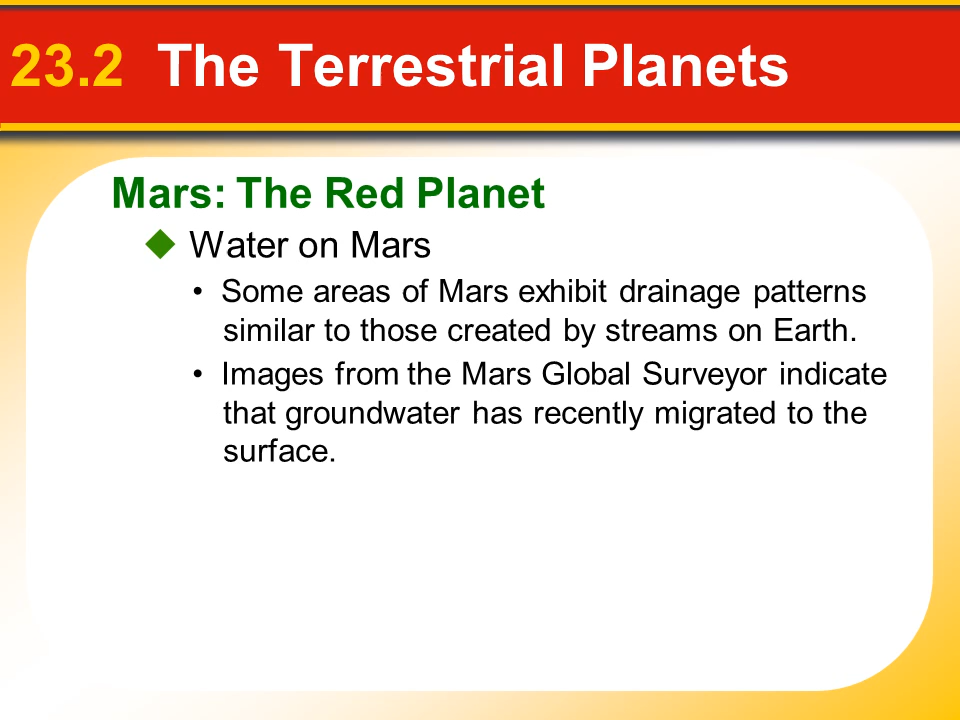 23.2 The Terrestrial Planets
Mars: The Red Planet
◆ Water on Mars
• Some areas of Mars exhibit drainage patterns
similar to those created by streams on Earth.
• Images from the Mars Global Surveyor indicate
that groundwater has recently migrated to the
surface.